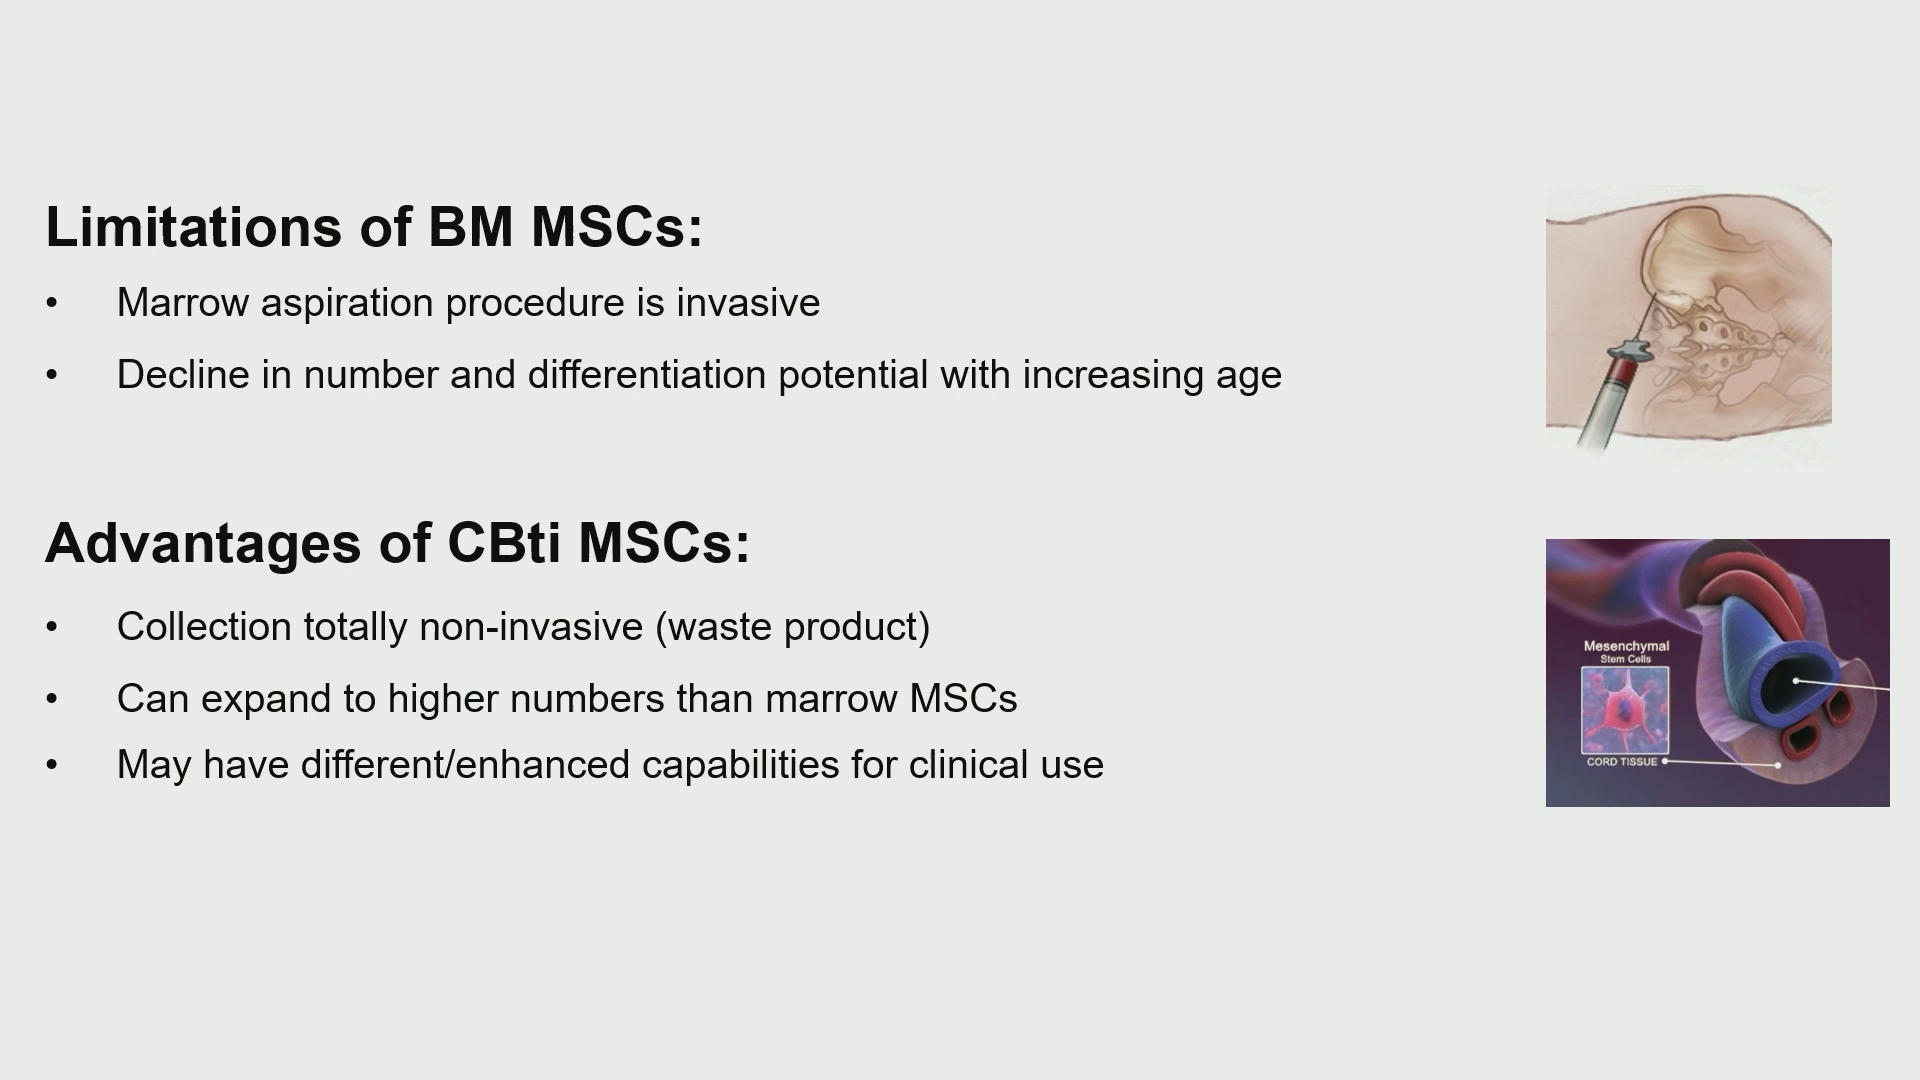 Limitations of BM MSCs:
• Marrow aspiration procedure is invasive
• Decline in number and differentiation potential with increasing age
Advantages of CBti MSCs:
• Collection totally non-invasive (waste product)
• Can expand to higher numbers than marrow MSCs
• May have different/enhanced capabilities for clinical use
Mesenchymal
Stem Cells
CORD TISSUE